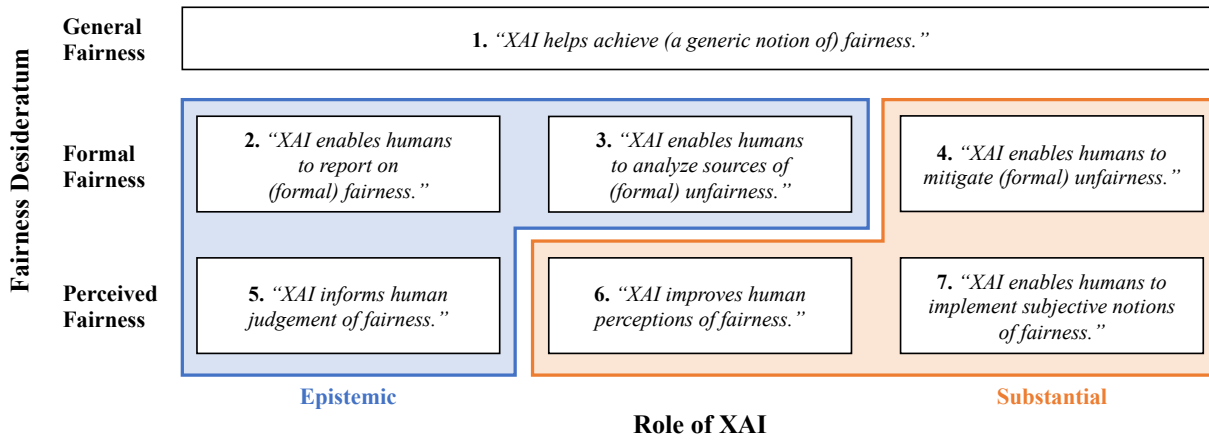 General
Fairness
1. “XAI helps achieve (a generic notion of) fairness.”
Fairness Desideratum
Formal
Fairness
2. “XAI enables humans
to report on
(formal) fairness.”
3. “XAI enables humans
to analyze sources of
(formal) unfairness.”
4. “XAI enables humans to
mitigate (formal) unfairness.”
Perceived
Fairness
5. “XAI informs human
judgement of fairness.”
6. “XAI improves human
perceptions of fairness.”
7. “XAI enables humans to
implement subjective notions
of fairness.”
Epistemic
Substantial
Role of XAI